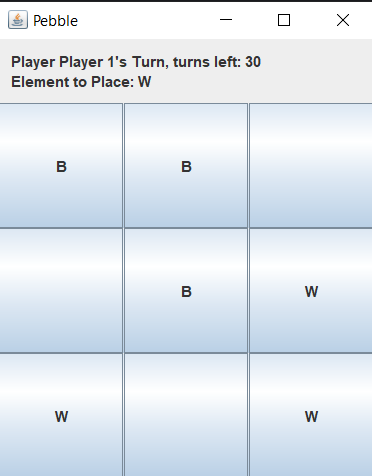 Pebble
Player Player 1's Turn, turns left: 30
Element to Place: W
B B
B W
W W